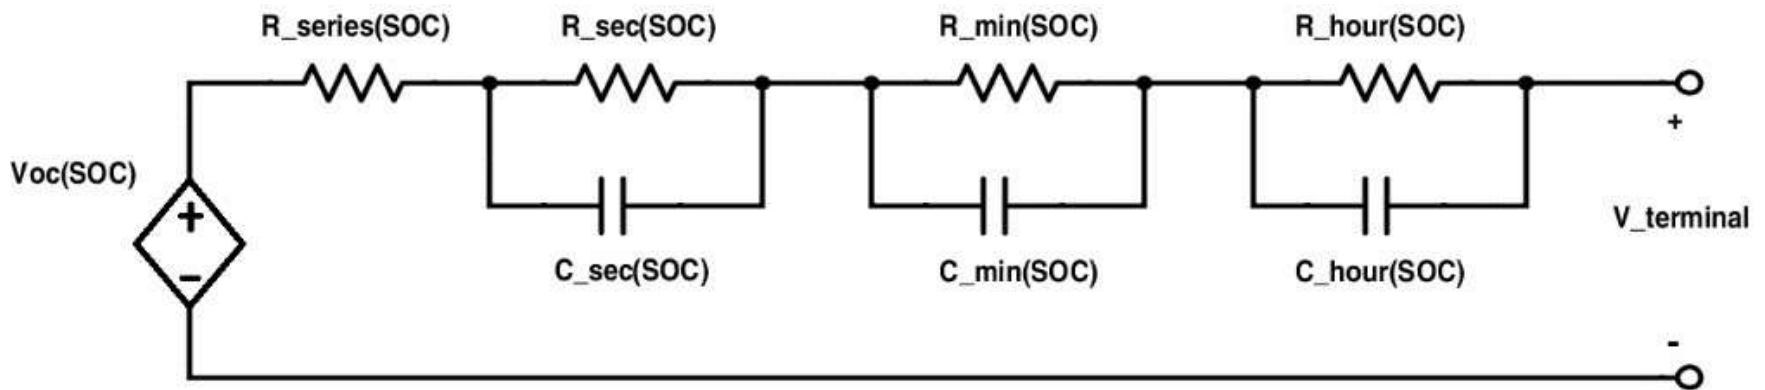 R_series(SOC) R_sec(SOC) R_min(SOC) R_hour(SOC)
+
Voc(SOC)
+
V_terminal
-
C_sec(SOC) C_min(SOC) C_hour(SOC)
-